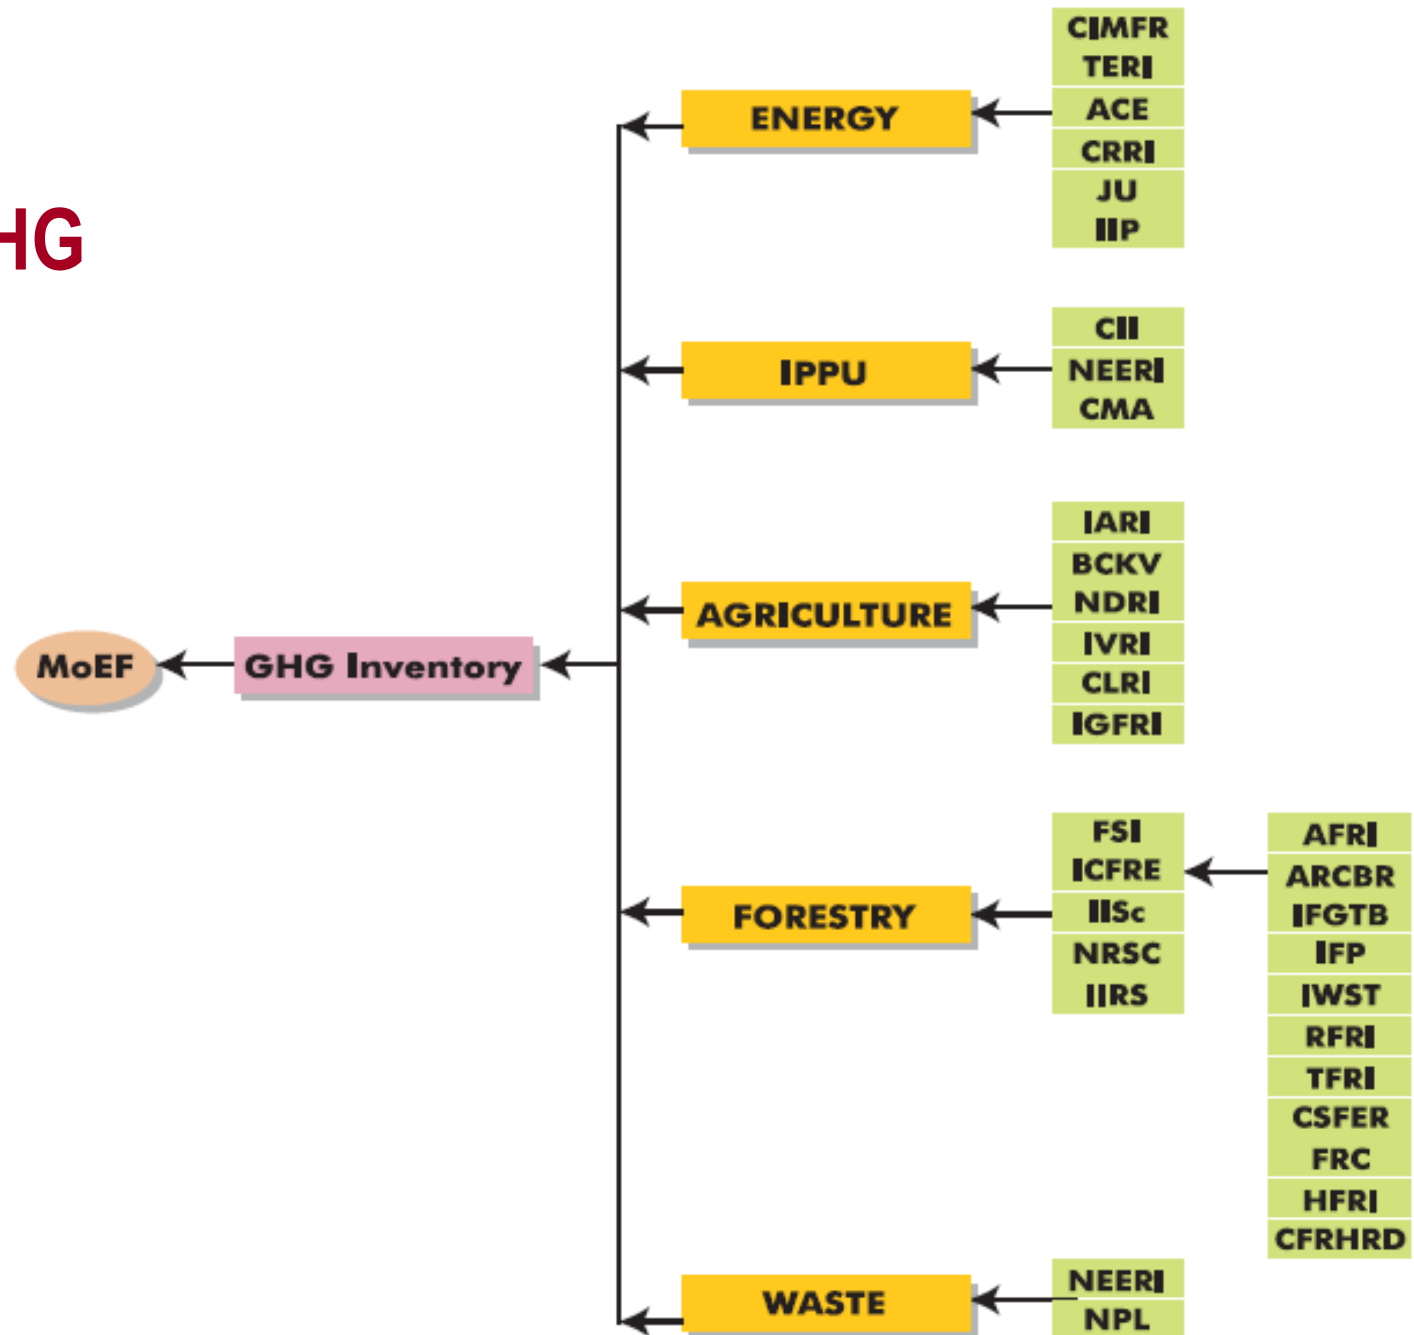 HG
MoEF
GHG Inventory
ENERGY
CIMFR
TERI
ACE
CRRI
JU
IIP
IPPU
CII
NEERI
CMA
AGRICULTURE
IARI
BCKV
NDRI
IVRI
CLRI
IGFRI
FORESTRY
FSI
ICFRE
IISc
NRSC
IIRS
AFRI
ARCBR
IFGTB
IFP
IWST
RFRI
TFRI
CSFER
FRC
HFRI
CFRHRD
WASTE
NEERI
NPL